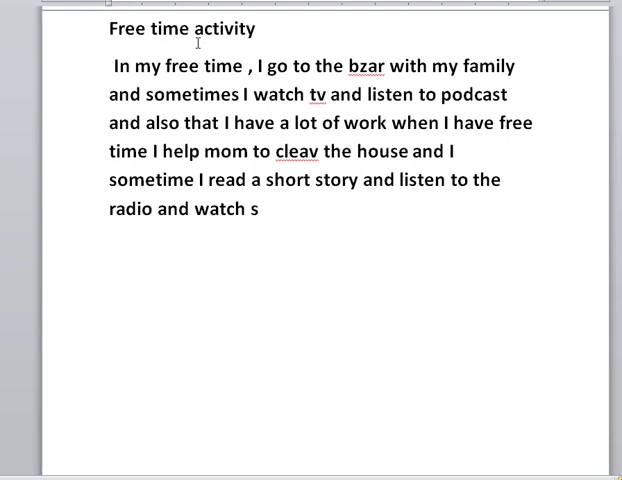 Free time activity
In my free time , I go to the bzar with my family
and sometimes I watch tv and listen to podcast
and also that I have a lot of work when I have free
time I help mom to cleav the house and I
sometime I read a short story and listen to the
radio and watch s